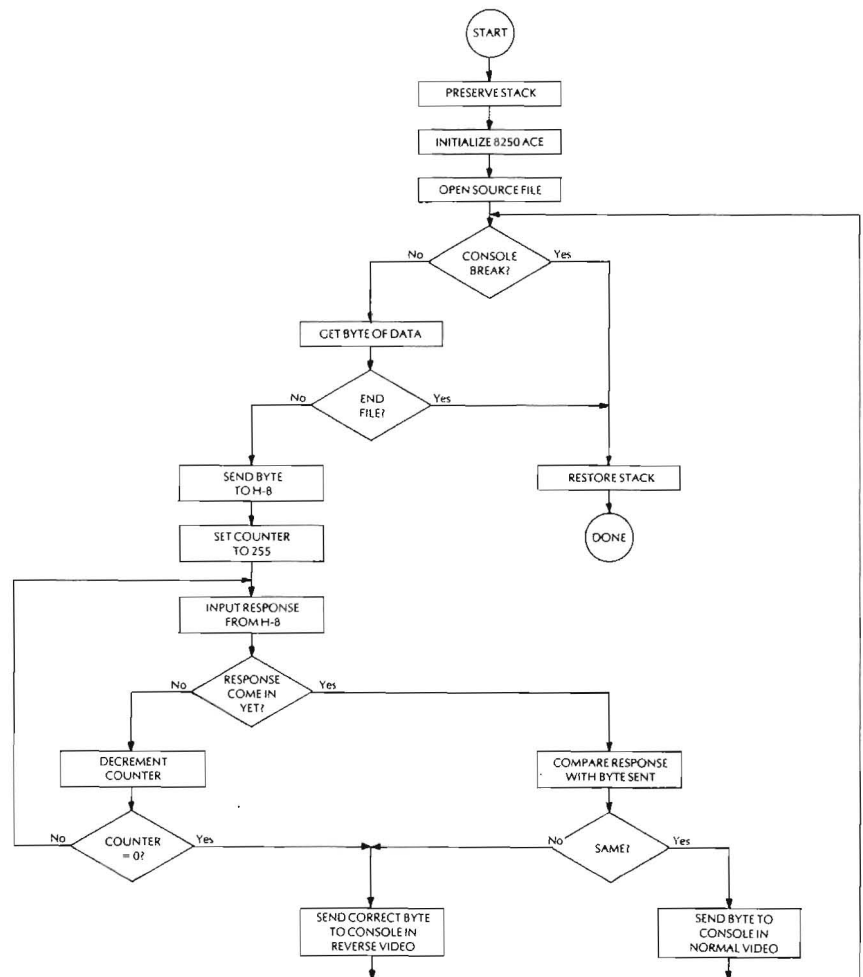 START
PRESERVE STACK
INITIALIZE 8250 ACE
OPEN SOURCE FILE
CONSOLE
BREAK?
No
Yes
GET BYTE OF DATA
END
FILE?
No
Yes
SEND BYTE
TO H-8
RESTORE STACK
SET COUNTER
TO 255
DONE
INPUT RESPONSE
FROM H-8
RESPONSE
COME IN
YET?
No
Yes
DECREMENT
COUNTER
COMPARE RESPONSE
WITH BYTE SENT
COUNTER
= 0?
No
Yes
SAME?
No
Yes
SEND CORRECT BYTE
TO CONSOLE IN
REVERSE VIDEO
SEND BYTE TO
CONSOLE IN
NORMAL VIDEO